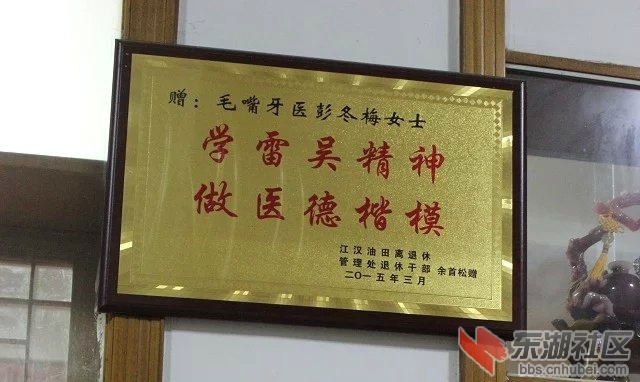 赠：毛嘴牙医彭冬梅女士
学雷吴精神
做医德楷模
江汉油田离退休
管理处退休干部 余首松赠
二〇一五年三月
东湖社区
bbs.cnhubei.com